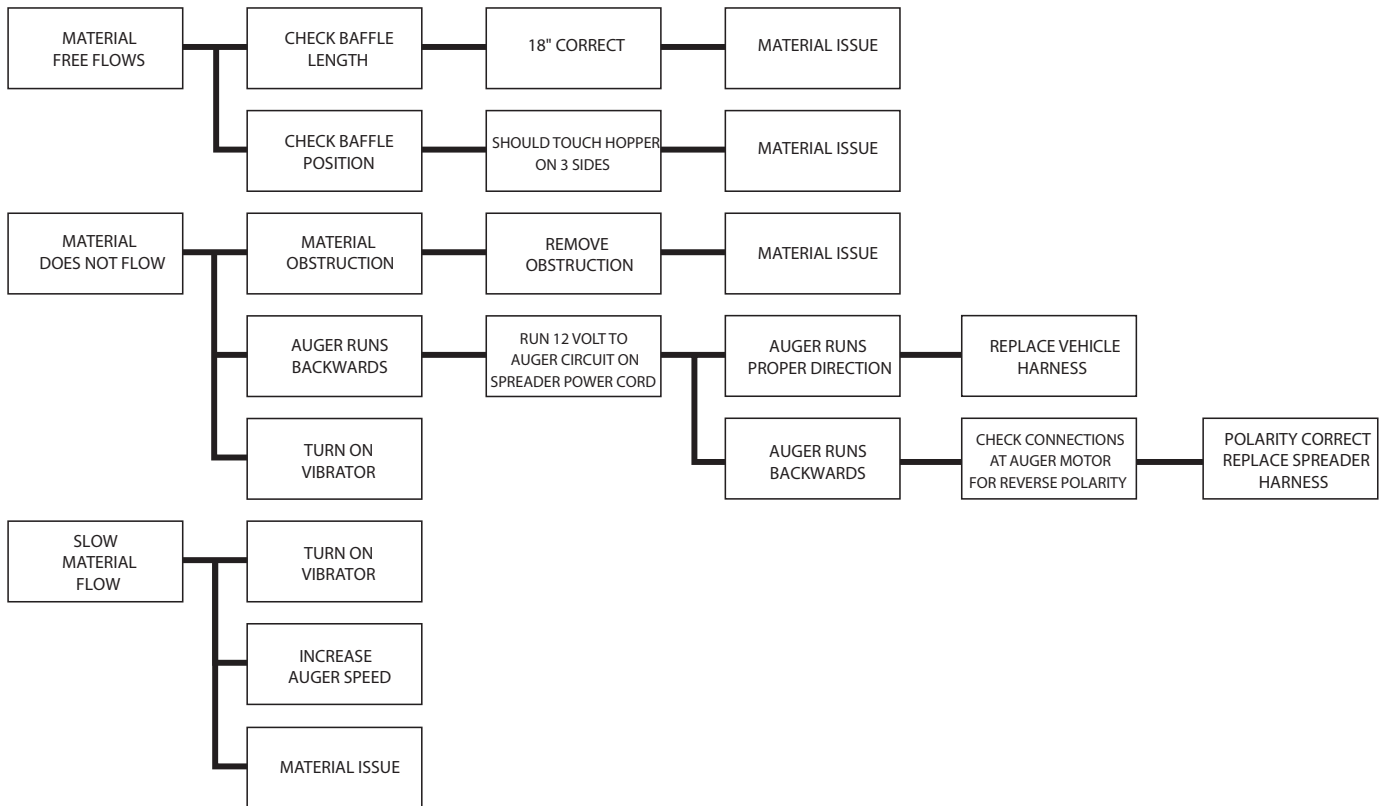 MATERIAL
FREE FLOWS
CHECK BAFFLE
LENGTH
18" CORRECT
MATERIAL ISSUE
CHECK BAFFLE
POSITION
SHOULD TOUCH HOPPER
ON 3 SIDES
MATERIAL ISSUE
MATERIAL
DOES NOT FLOW
MATERIAL
OBSTRUCTION
REMOVE
OBSTRUCTION
MATERIAL ISSUE
AUGER RUNS
BACKWARDS
RUN 12 VOLT TO
AUGER CIRCUIT ON
SPREADER POWER CORD
AUGER RUNS
PROPER DIRECTION
REPLACE VEHICLE
HARNESS
TURN ON
VIBRATOR
AUGER RUNS
BACKWARDS
CHECK CONNECTIONS
AT AUGER MOTOR
FOR REVERSE POLARITY
POLARITY CORRECT
REPLACE SPREADER
HARNESS
SLOW
MATERIAL
FLOW
TURN ON
VIBRATOR
INCREASE
AUGER SPEED
MATERIAL ISSUE